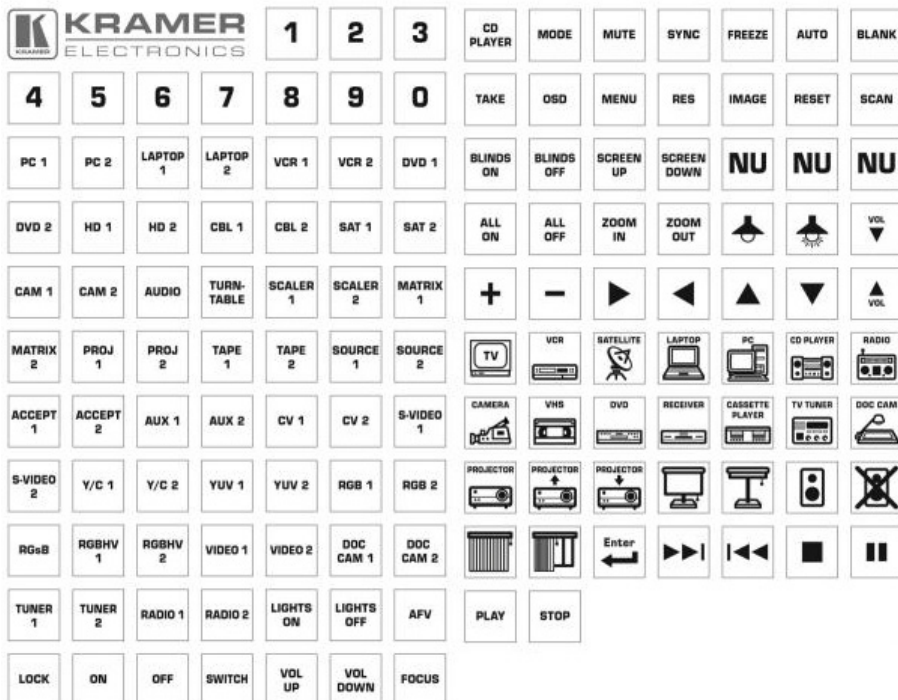 KRAMER
ELECTRONICS
KRAMER
1 2 3
4 5 6 7 8 9 0
PC 1 PC 2 LAPTOP 1 LAPTOP 2 VCR 1 VCR 2 DVD 1
DVD 2 HD 1 HD 2 CBL 1 CBL 2 SAT 1 SAT 2
CAM 1 CAM 2 AUDIO TURN-TABLE SCALER 1 SCALER 2 MATRIX 1
MATRIX 2 PROJ 1 PROJ 2 TAPE 1 TAPE 2 SOURCE 1 SOURCE 2
ACCEPT 1 ACCEPT 2 AUX 1 AUX 2 CV 1 CV 2 S-VIDEO 1
S-VIDEO 2 Y/C 1 Y/C 2 YUV 1 YUV 2 RGB 1 RGB 2
RGsB RGBHV 1 RGBHV 2 VIDEO 1 VIDEO 2 DOC CAM 1 DOC CAM 2
TUNER 1 TUNER 2 RADIO 1 RADIO 2 LIGHTS ON LIGHTS OFF AFV
LOCK ON OFF SWITCH VOL UP VOL DOWN FOCUS
CD PLAYER MODE MUTE SYNC FREEZE AUTO BLANK
TAKE OSD MENU RES IMAGE RESET SCAN
BLINDS ON BLINDS OFF SCREEN UP SCREEN DOWN NU NU NU
ALL ON ALL OFF ZOOM IN ZOOM OUT VOL ▼
+ − ▶ ◀ ▲ ▼ ▲ VOL
TV VCR SATELLITE LAPTOP PC CD PLAYER RADIO
CAMERA VHS DVD RECEIVER CASSETTE PLAYER TV TUNER DOC CAM
PROJECTOR PROJECTOR PROJECTOR
Enter
PLAY STOP